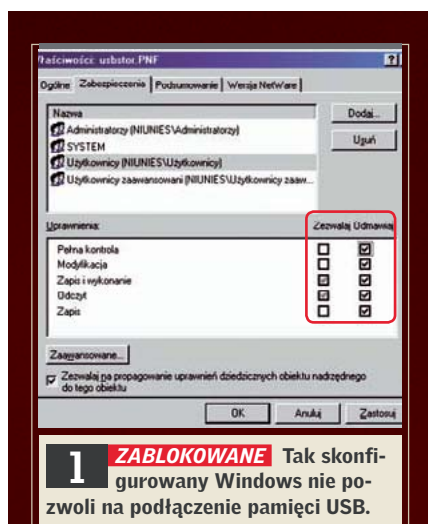 Właściwości: usbstor.PNF
Ogólne Zabezpieczenia Podsumowanie Wersja NetWare
Nazwa
Administratorzy (NIUNIES\Administratorzy)
SYSTEM
Użytkownicy (NIUNIES\Użytkownicy)
Użytkownicy zaawansowani (NIUNIES\Użytkownicy zaaw...
Dodaj...
Usuń
Uprawnienia: Zezwalaj Odmawiaj
Pełna kontrola
Modyfikacja
Zapis i wykonanie
Odczyt
Zapis
Zaawansowane...
Zezwalaj na propagowanie uprawnień dziedzicznych obiektu nadrzędnego
do tego obiektu
OK Anuluj Zastosuj
1 ZABLOKOWANE Tak skonfi-
gurowany Windows nie po-
zwoli na podłączenie pamięci USB.